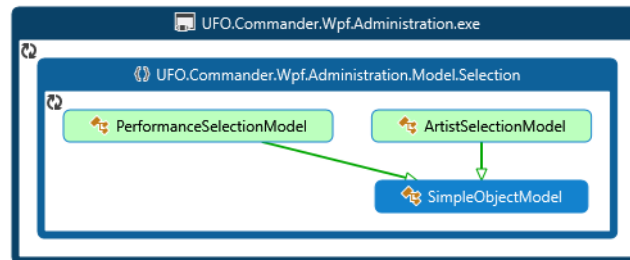 UFO.Commander.Wpf.Administration.exe
UFO.Commander.Wpf.Administration.Model.Selection
PerformanceSelectionModel
ArtistSelectionModel
SimpleObjectModel